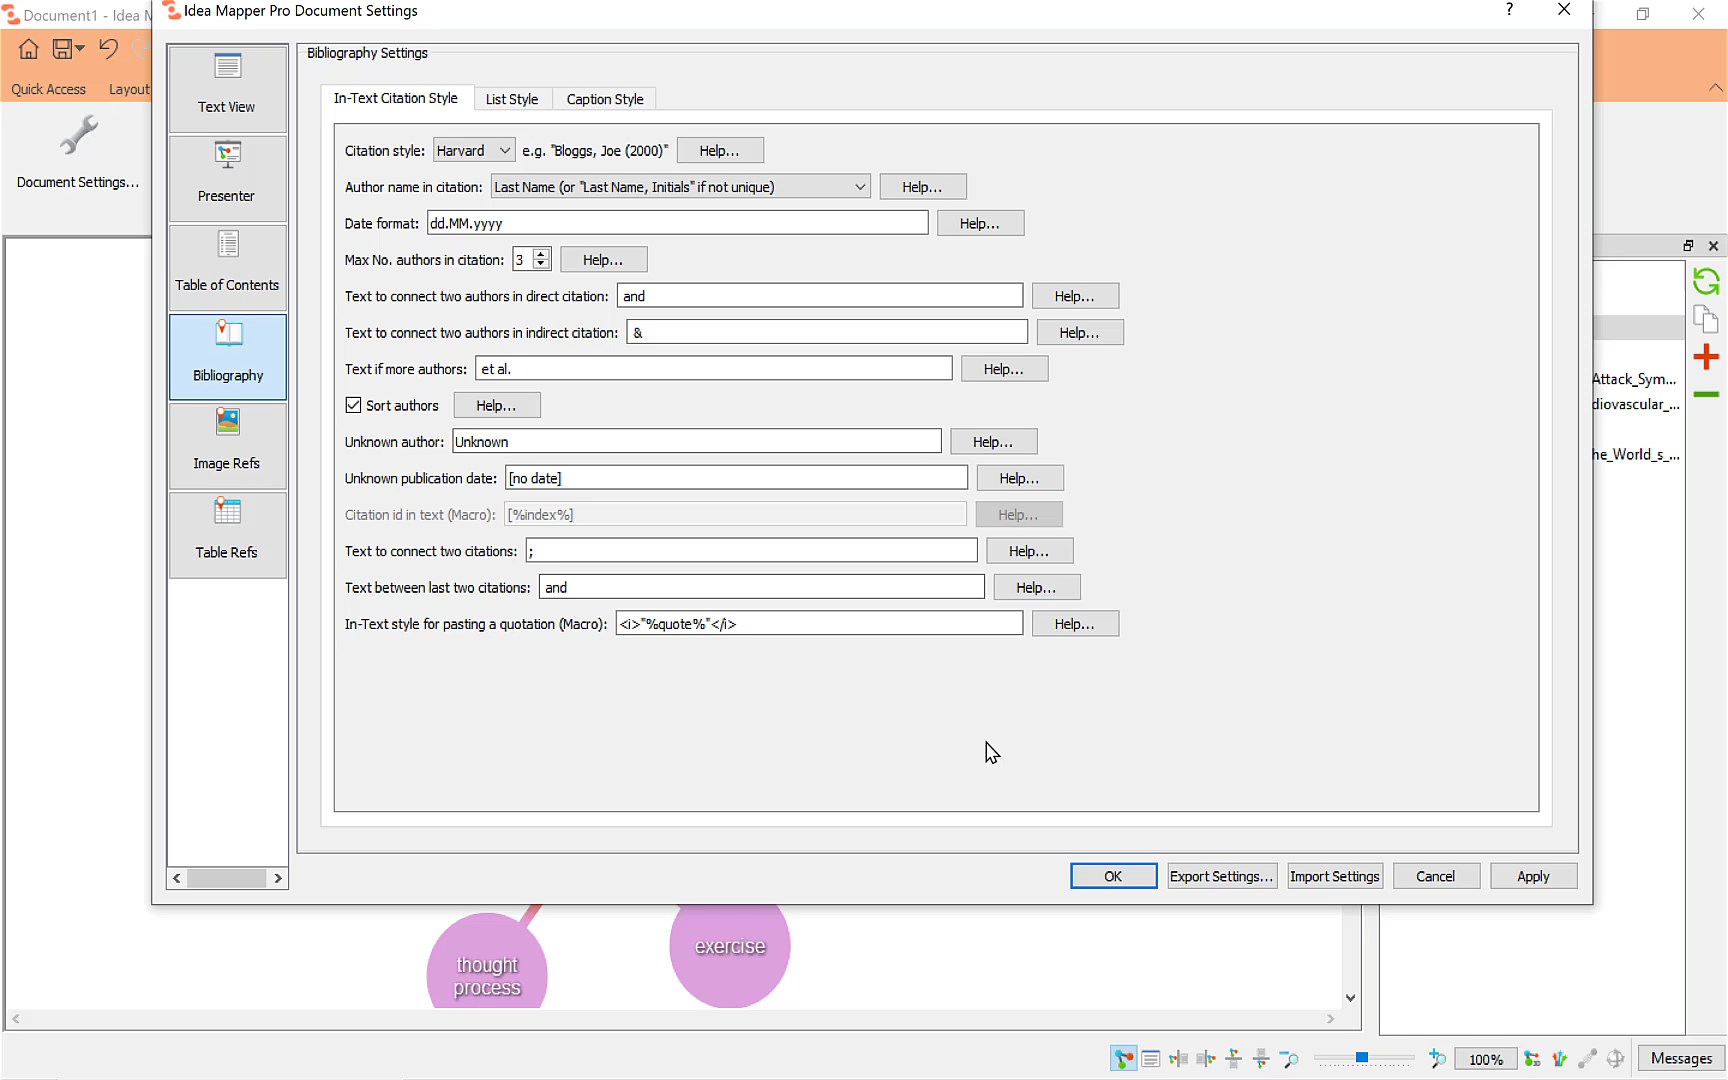 Document1 - Idea M
Idea Mapper Pro Document Settings
?
Quick Access
Layout
Document Settings...
Text View
Presenter
Table of Contents
Bibliography
Image Refs
Table Refs
Bibliography Settings
In-Text Citation Style
List Style
Caption Style
Citation style: Harvard e.g. "Bloggs, Joe (2000)" Help...
Author name in citation: Last Name (or "Last Name, Initials" if not unique) Help...
Date format: dd.MM.yyyy Help...
Max No. authors in citation: 3 Help...
Text to connect two authors in direct citation: and Help...
Text to connect two authors in indirect citation: & Help...
Text if more authors: et al. Help...
Sort authors Help...
Unknown author: Unknown Help...
Unknown publication date: [no date] Help...
Citation id in text (Macro): [%index%] Help...
Text to connect two citations: ; Help...
Text between last two citations: and Help...
In-Text style for pasting a quotation (Macro): <i>"%quote%"</i> Help...
OK
Export Settings...
Import Settings
Cancel
Apply
Attack_Sym...
diovascular_...
he_World_s_...
thought
process
exercise
100%
Messages